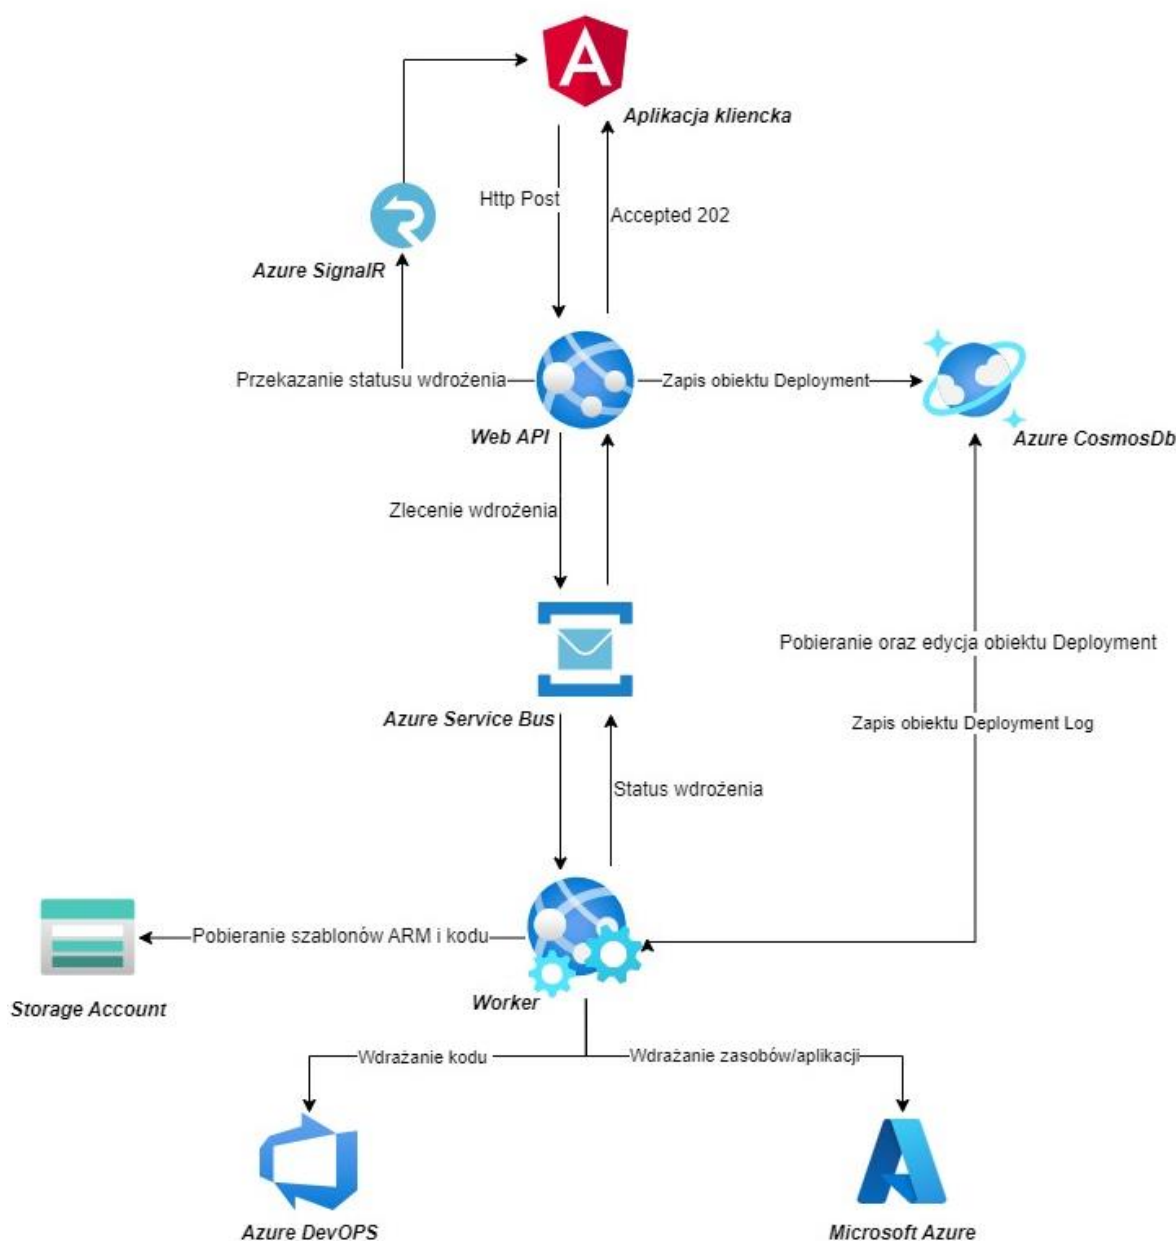 Aplikacja kliencka
Http Post
Accepted 202
Azure SignalR
Przekazanie statusu wdrożenia
Zapis obiektu Deployment
Web API
Azure CosmosDb
Zlecenie wdrożenia
Pobieranie oraz edycja obiektu Deployment
Azure Service Bus
Zapis obiektu Deployment Log
Status wdrożenia
Pobieranie szablonów ARM i kodu
Worker
Storage Account
Wdrażanie kodu
Wdrażanie zasobów/aplikacji
Azure DevOPS
Microsoft Azure